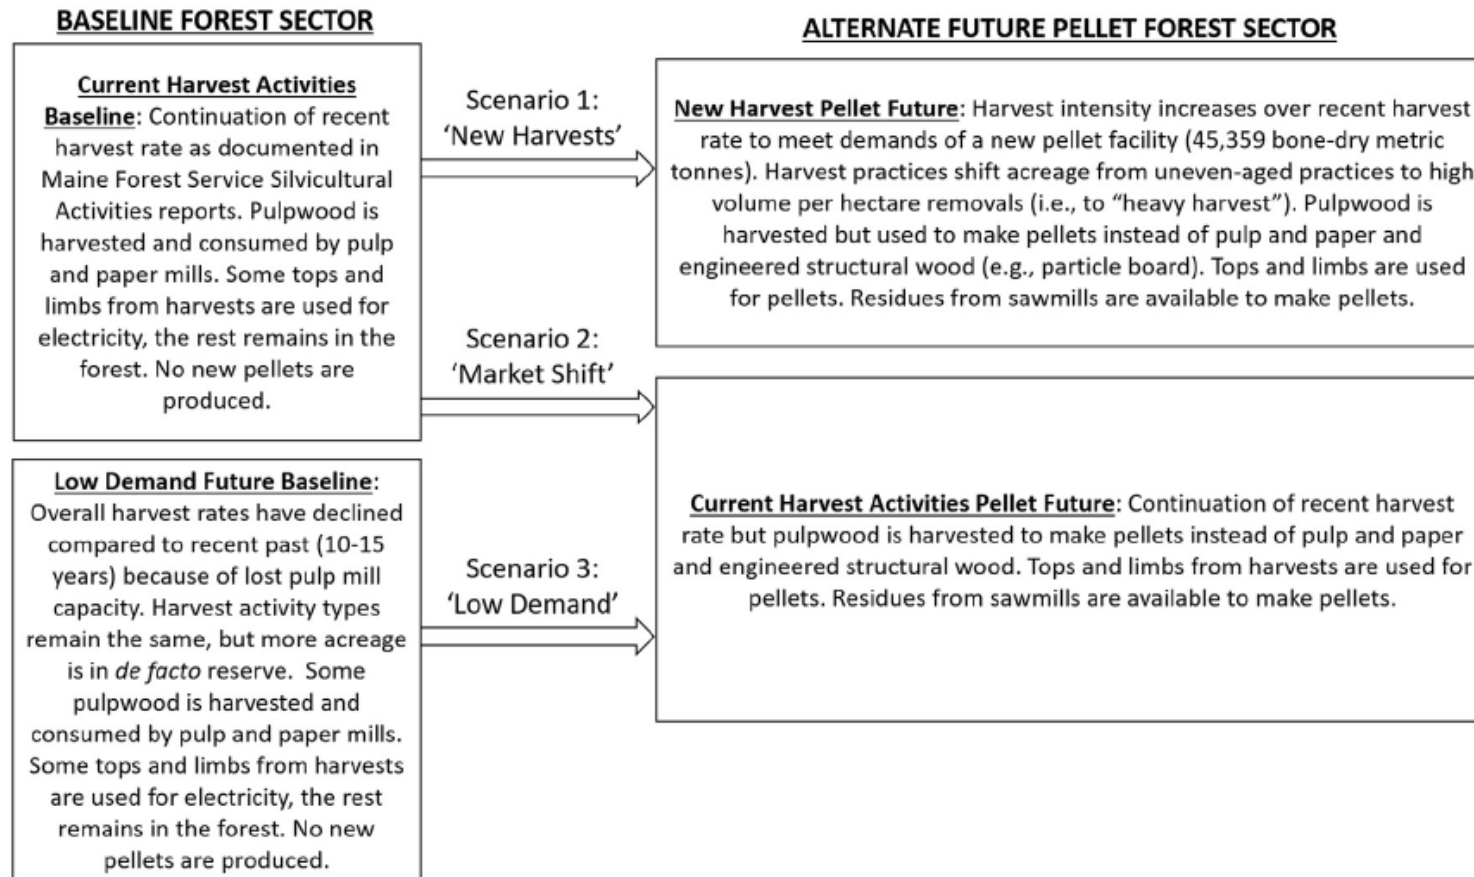 BASELINE FOREST SECTOR
Current Harvest Activities
Baseline: Continuation of recent
harvest rate as documented in
Maine Forest Service Silvicultural
Activities reports. Pulpwood is
harvested and consumed by pulp
and paper mills. Some tops and
limbs from harvests are used for
electricity, the rest remains in the
forest. No new pellets are
produced.
Low Demand Future Baseline:
Overall harvest rates have declined
compared to recent past (10-15
years) because of lost pulp mill
capacity. Harvest activity types
remain the same, but more acreage
is in de facto reserve. Some
pulpwood is harvested and
consumed by pulp and paper mills.
Some tops and limbs from harvests
are used for electricity, the rest
remains in the forest. No new
pellets are produced.
Scenario 1:
‘New Harvests’
Scenario 2:
‘Market Shift’
Scenario 3:
‘Low Demand’
ALTERNATE FUTURE PELLET FOREST SECTOR
New Harvest Pellet Future: Harvest intensity increases over recent harvest
rate to meet demands of a new pellet facility (45,359 bone-dry metric
tonnes). Harvest practices shift acreage from uneven-aged practices to high
volume per hectare removals (i.e., to “heavy harvest”). Pulpwood is
harvested but used to make pellets instead of pulp and paper and
engineered structural wood (e.g., particle board). Tops and limbs are used
for pellets. Residues from sawmills are available to make pellets.
Current Harvest Activities Pellet Future: Continuation of recent harvest
rate but pulpwood is harvested to make pellets instead of pulp and paper
and engineered structural wood. Tops and limbs from harvests are used for
pellets. Residues from sawmills are available to make pellets.